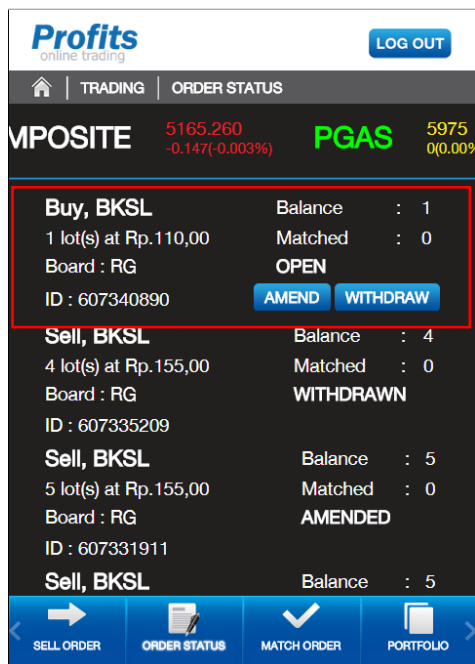 Profits
online trading
LOG OUT
TRADING | ORDER STATUS
MPOSITE 5165.260 PGAS 5975
-0.147(-0.003%) 0(0.00%
Buy, BKSL Balance : 1
1 lot(s) at Rp.110,00 Matched : 0
Board : RG OPEN
ID : 607340890 AMEND WITHDRAW
Sell, BKSL Balance : 4
4 lot(s) at Rp.155,00 Matched : 0
Board : RG WITHDRAWN
ID : 607335209
Sell, BKSL Balance : 5
5 lot(s) at Rp.155,00 Matched : 0
Board : RG AMENDED
ID : 607331911
Sell, BKSL Balance : 5
SELL ORDER ORDER STATUS MATCH ORDER PORTFOLIO